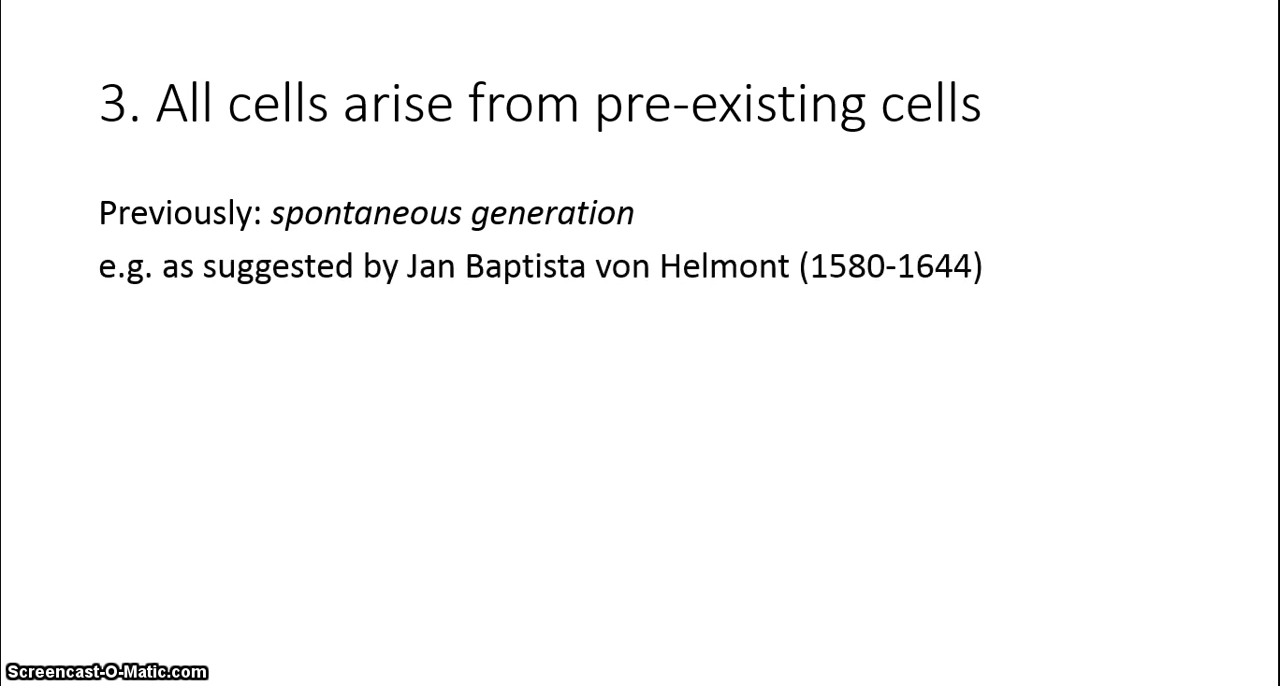 3. All cells arise from pre-existing cells
Previously: spontaneous generation
e.g. as suggested by Jan Baptista von Helmont (1580-1644)
Screencast-O-Matic.com